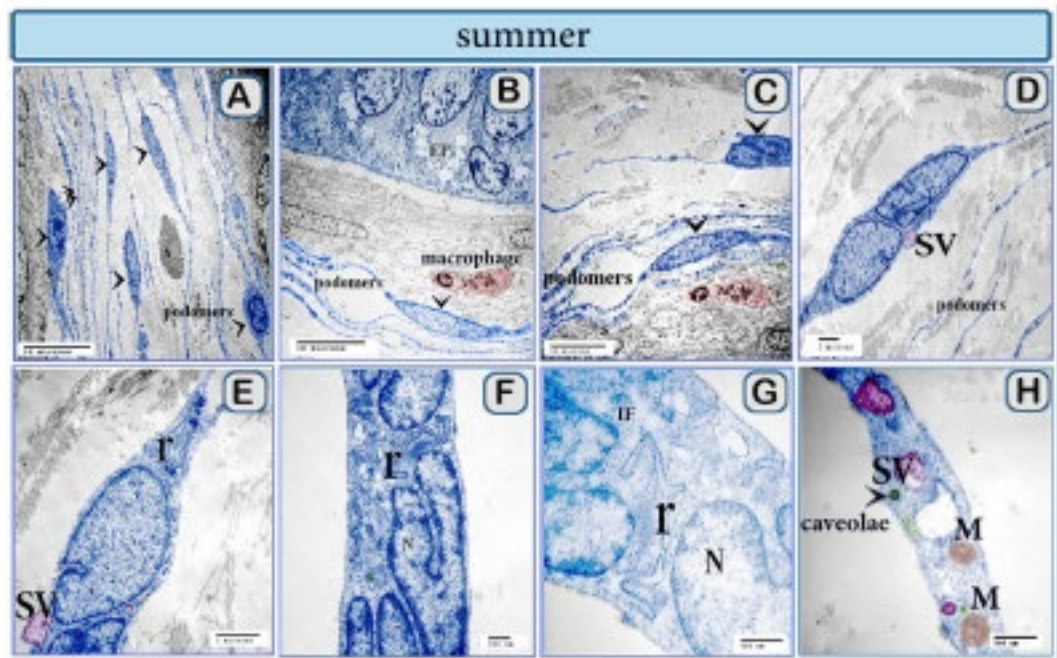 summer
A
podomers
B
EP
macrophage
podomers
C
podomers
D
SV
podomers
E
r
SV
F
r
N
G
IF
r
N
H
SV
caveolae
M
M